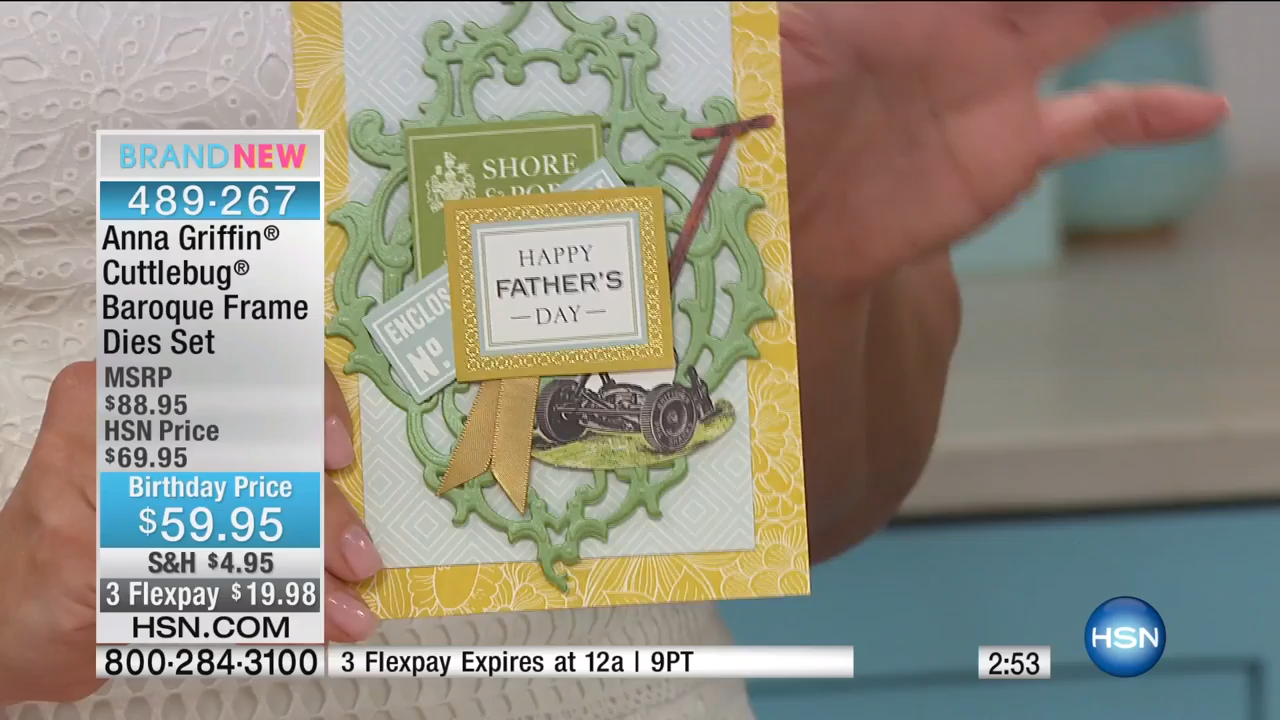 BRAND NEW
489·267
Anna Griffin®
Cuttlebug®
Baroque Frame
Dies Set
MSRP
$88.95
HSN Price
$69.95
Birthday Price
$59.95
S&H $4.95
3 Flexpay $19.98
HSN.COM
800·284·3100
3 Flexpay Expires at 12a | 9PT
2:53
HSN
SHORE
HAPPY
FATHER'S
—DAY—
Nº